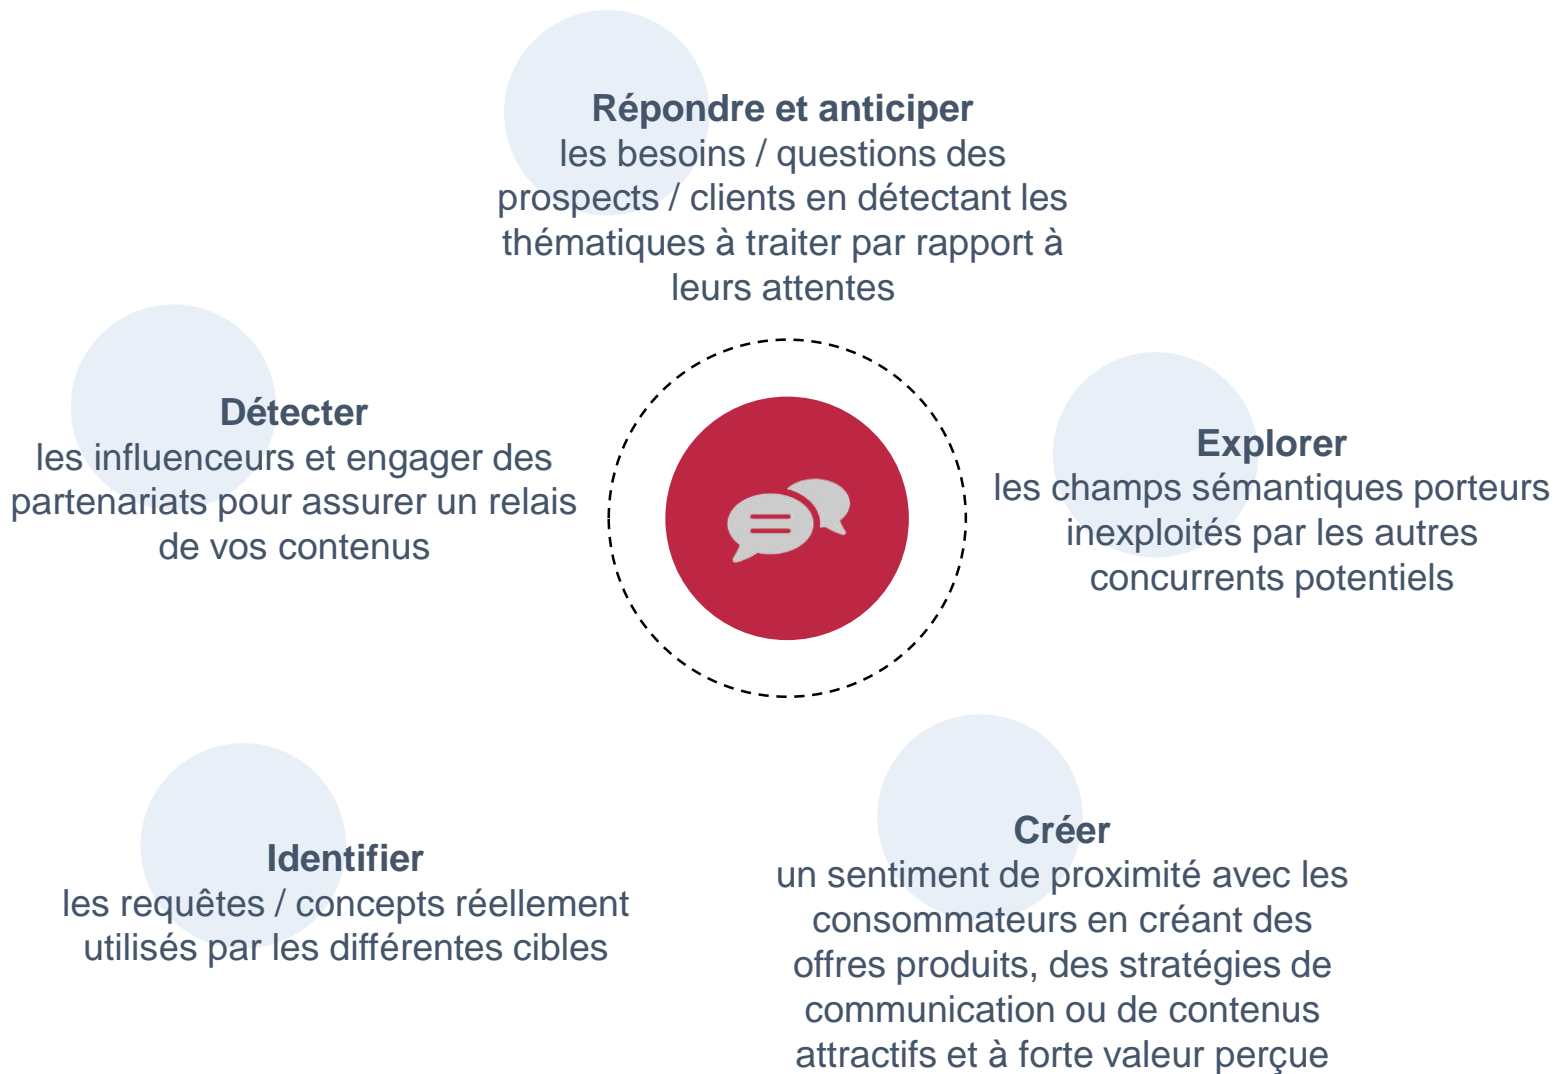 Répondre et anticiper
les besoins / questions des
prospects / clients en détectant les
thématiques à traiter par rapport à
leurs attentes
Détecter
les influenceurs et engager des
partenariats pour assurer un relais
de vos contenus
Explorer
les champs sémantiques porteurs
inexploités par les autres
concurrents potentiels
Identifier
les requêtes / concepts réellement
utilisés par les différentes cibles
Créer
un sentiment de proximité avec les
consommateurs en créant des
offres produits, des stratégies de
communication ou de contenus
attractifs et à forte valeur perçue